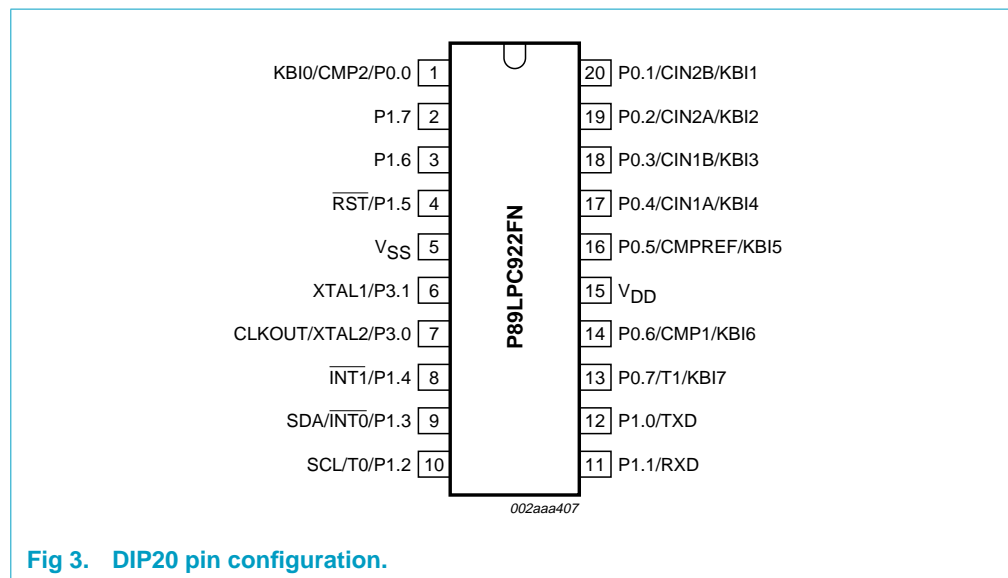 KBI0/CMP2/P0.0 1 20 P0.1/CIN2B/KBI1
P1.7 2 19 P0.2/CIN2A/KBI2
P1.6 3 18 P0.3/CIN1B/KBI3
R̅S̅T̅/P1.5 4 17 P0.4/CIN1A/KBI4
VSS 5 16 P0.5/CMPREF/KBI5
XTAL1/P3.1 6 15 VDD
CLKOUT/XTAL2/P3.0 7 14 P0.6/CMP1/KBI6
I̅N̅T̅1̅/P1.4 8 13 P0.7/T1/KBI7
SDA/I̅N̅T̅0̅/P1.3 9 12 P1.0/TXD
SCL/T0/P1.2 10 11 P1.1/RXD
P89LPC922FN
002aaa407
Fig 3. DIP20 pin configuration.